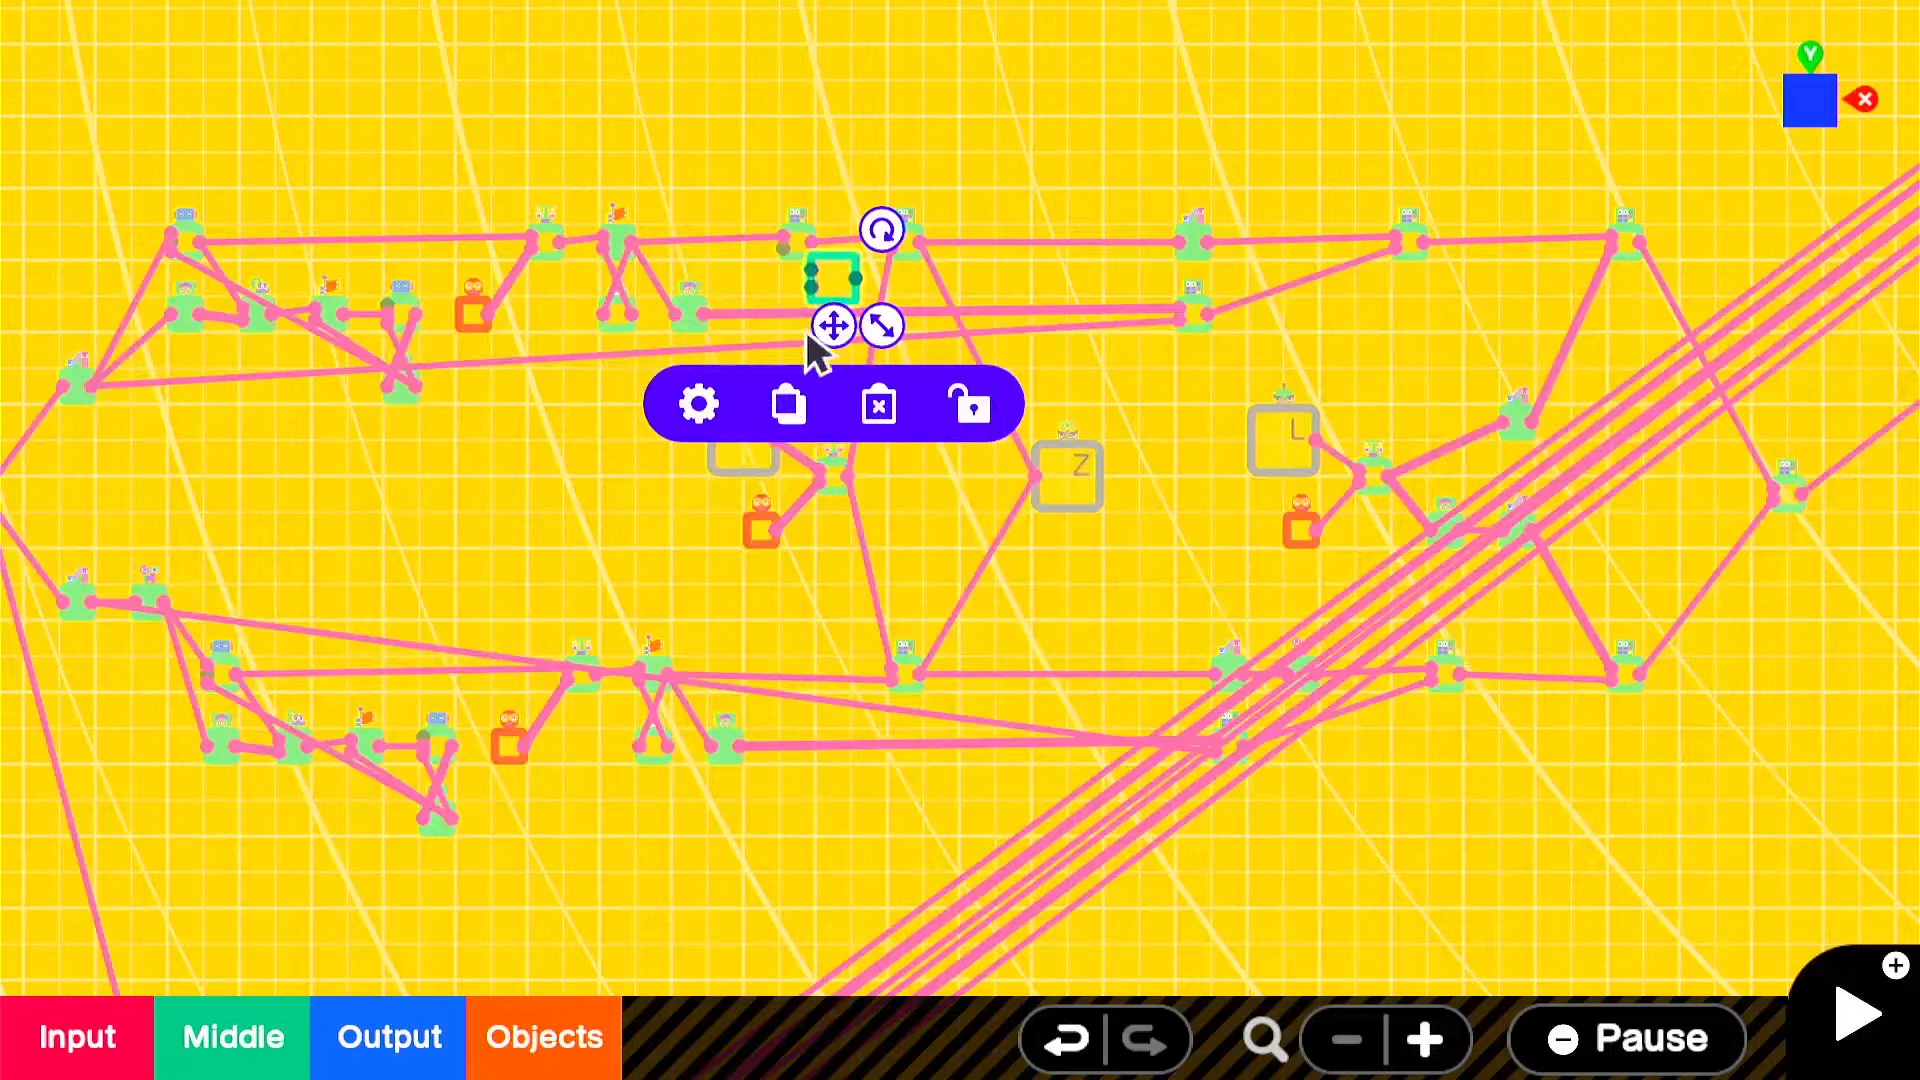 Y
X
L
Z
Input
Middle
Output
Objects
Pause